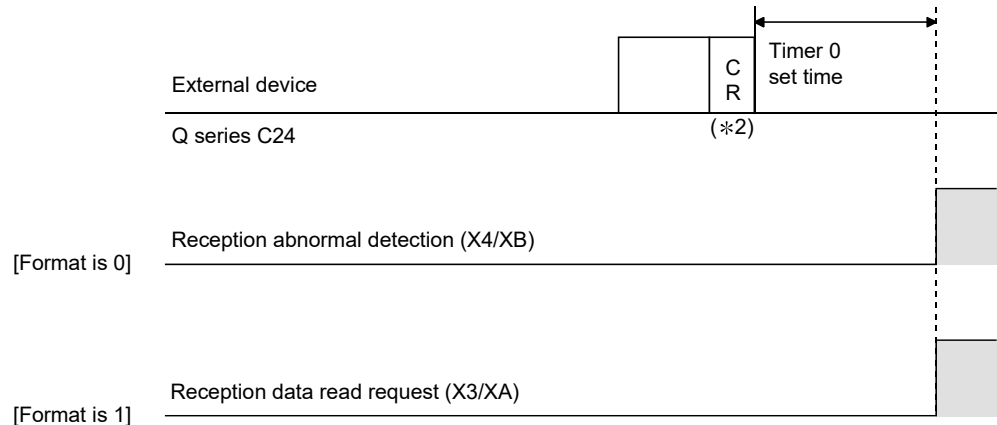 Timer 0
set time
C
R
External device
(＊2)
Q series C24
Reception abnormal detection (X4/XB)
[Format is 0]
Reception data read request (X3/XA)
[Format is 1]